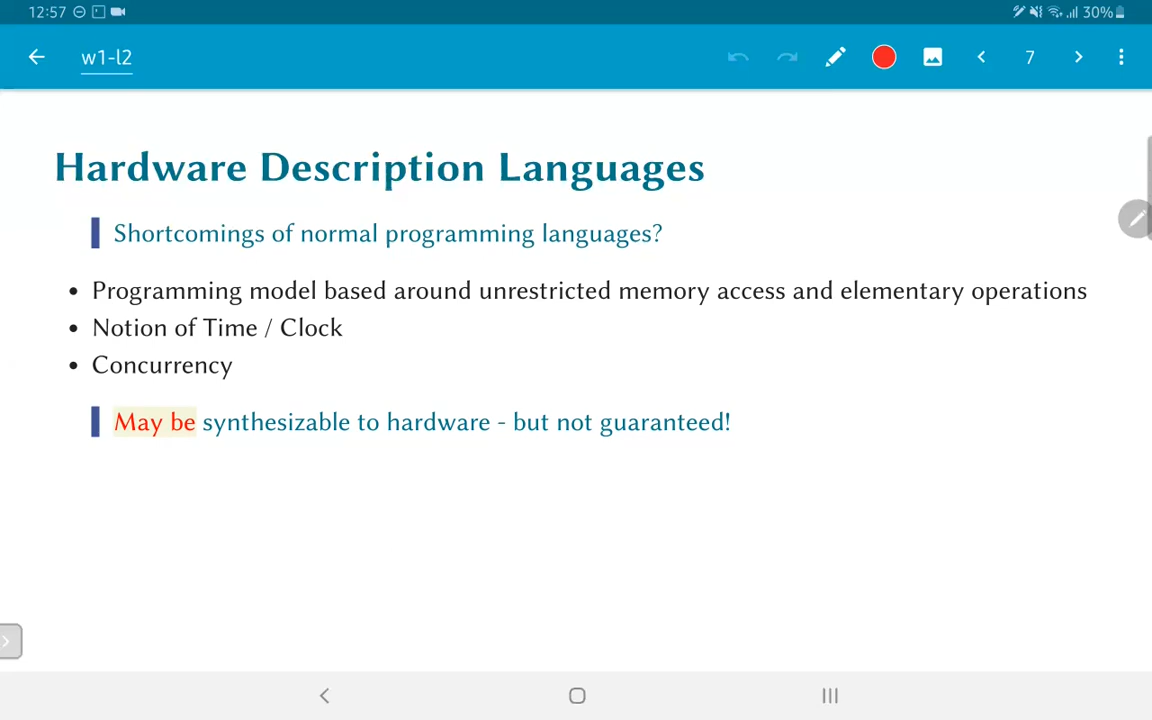 12:57 30%
w1-l2 7
Hardware Description Languages
Shortcomings of normal programming languages?
• Programming model based around unrestricted memory access and elementary operations
• Notion of Time / Clock
• Concurrency
May be synthesizable to hardware - but not guaranteed!